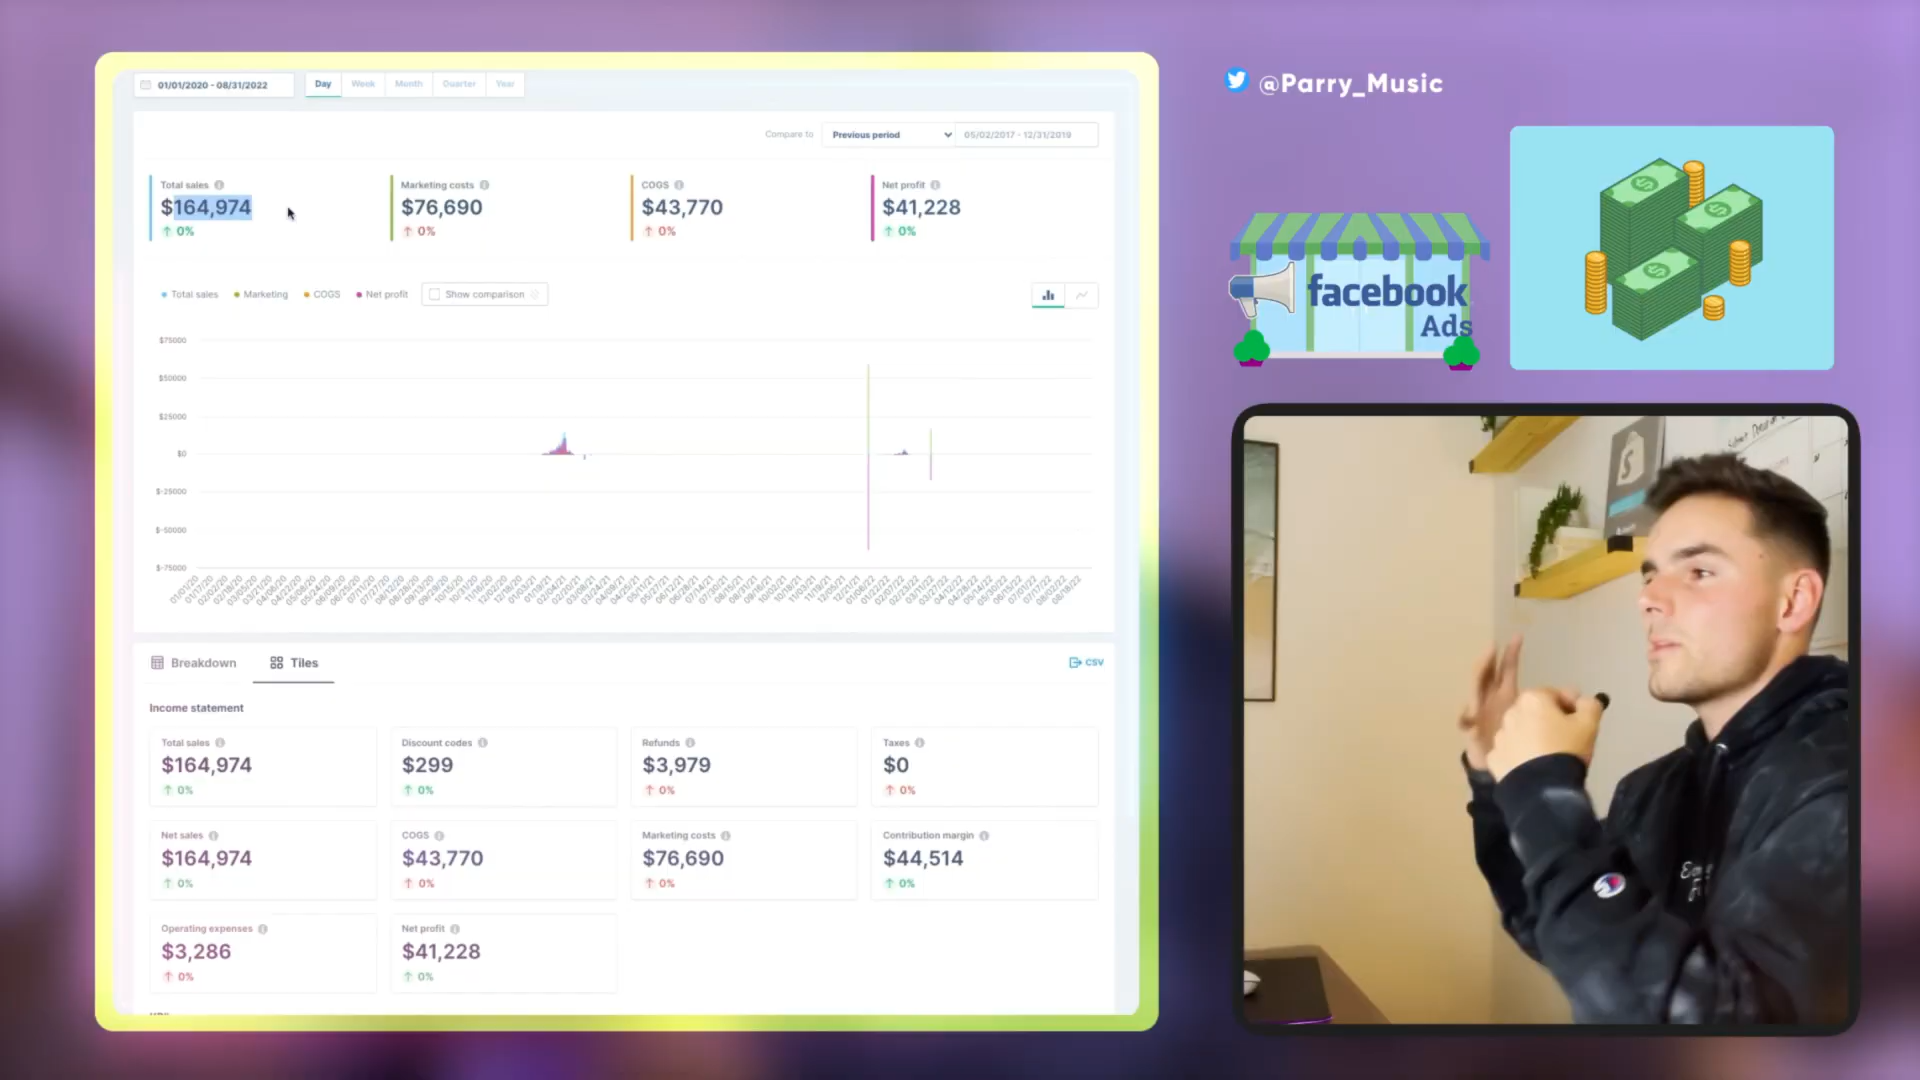 @Parry_Music
01/01/2020 - 08/31/2022
Day Week Month Quarter Year
Compare to Previous period 05/02/2017 - 12/31/2019
Total sales Marketing costs COGS Net profit
$164,974 $76,690 $43,770 $41,228
0% 0% 0% 0%
Total sales Marketing COGS Net profit Show comparison
$75000
$50000
$25000
$0
$-25000
$-50000
$-75000
Breakdown Tiles CSV
Income statement
Total sales Discount codes Refunds Taxes
$164,974 $299 $3,979 $0
0% 0% 0% 0%
Net sales COGS Marketing costs Contribution margin
$164,974 $43,770 $76,690 $44,514
0% 0% 0% 0%
Operating expenses Net profit
$3,286 $41,228
0% 0%
facebook
Ads